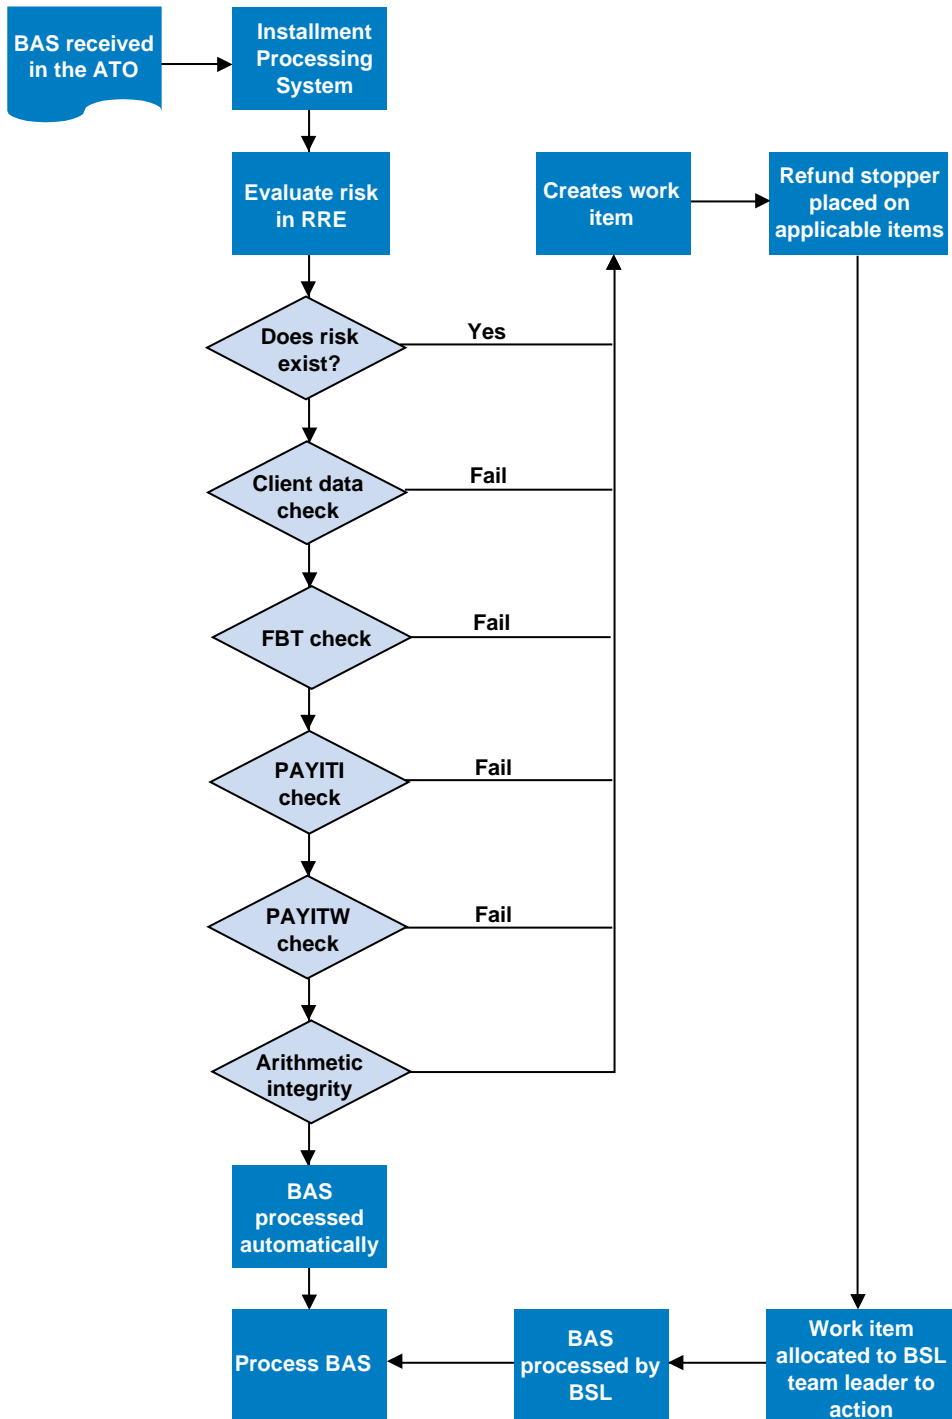 BAS received
in the ATO
Installment
Processing
System
Evaluate risk
in RRE
Creates work
item
Refund stopper
placed on
applicable items
Does risk
exist?
Yes
Client data
check
Fail
FBT check
Fail
PAYITI
check
Fail
PAYITW
check
Fail
Arithmetic
integrity
BAS
processed
automatically
Process BAS
BAS
processed by
BSL
Work item
allocated to BSL
team leader to
action